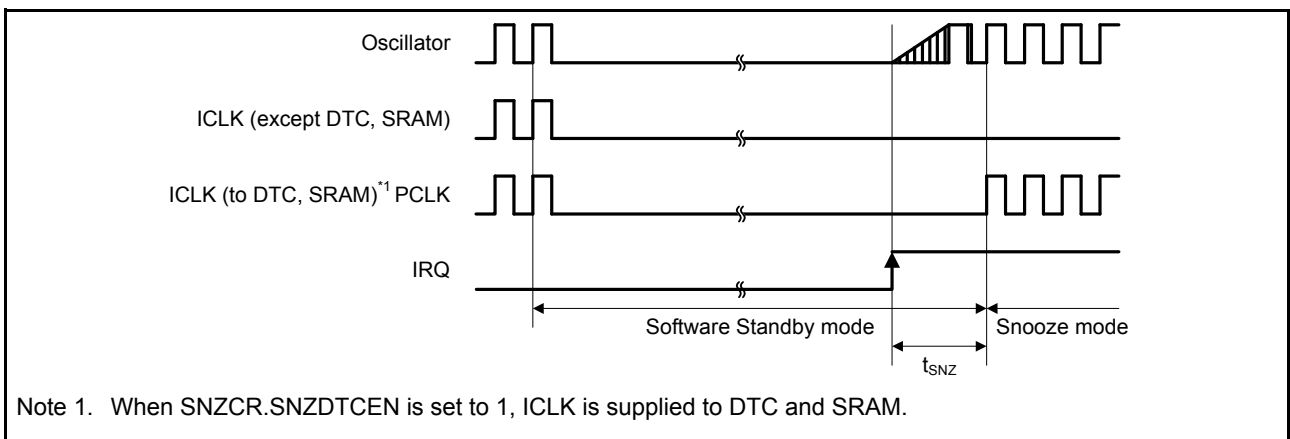 Oscillator
ICLK (except DTC, SRAM)
ICLK (to DTC, SRAM)*1 PCLK
IRQ
Software Standby mode
Snooze mode
tSNZ
Note 1. When SNZCR.SNZDTCEN is set to 1, ICLK is supplied to DTC and SRAM.